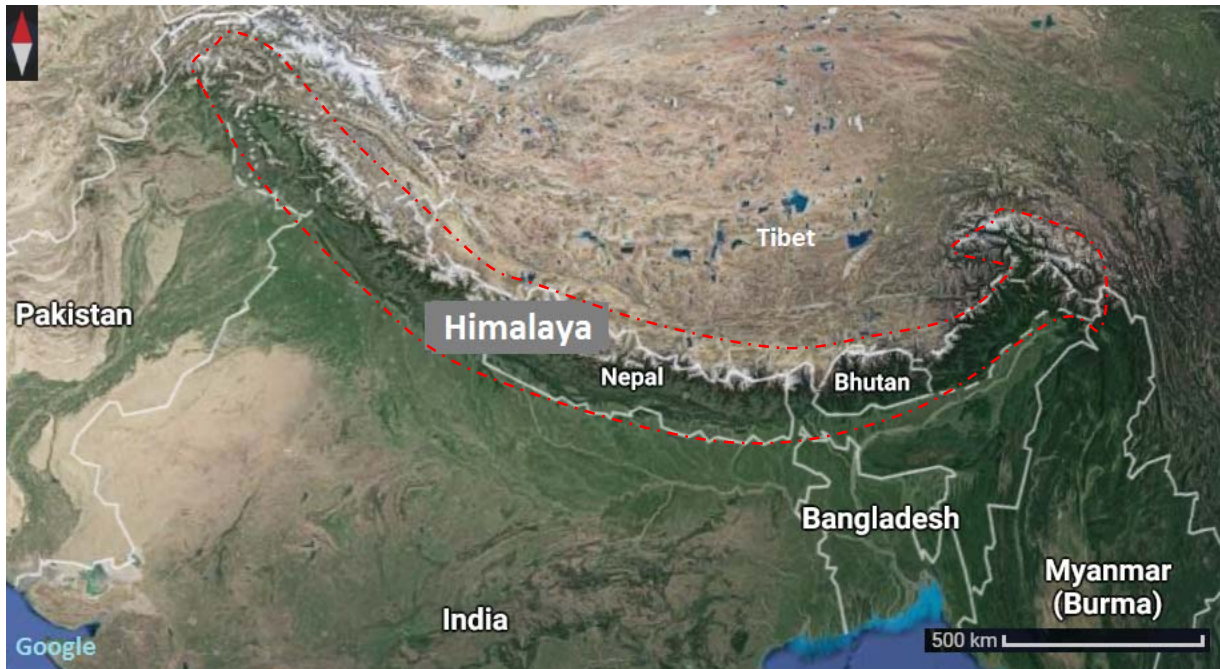 Tibet
Pakistan
Himalaya
Nepal
Bhutan
Bangladesh
Myanmar
(Burma)
India
Google
500 km